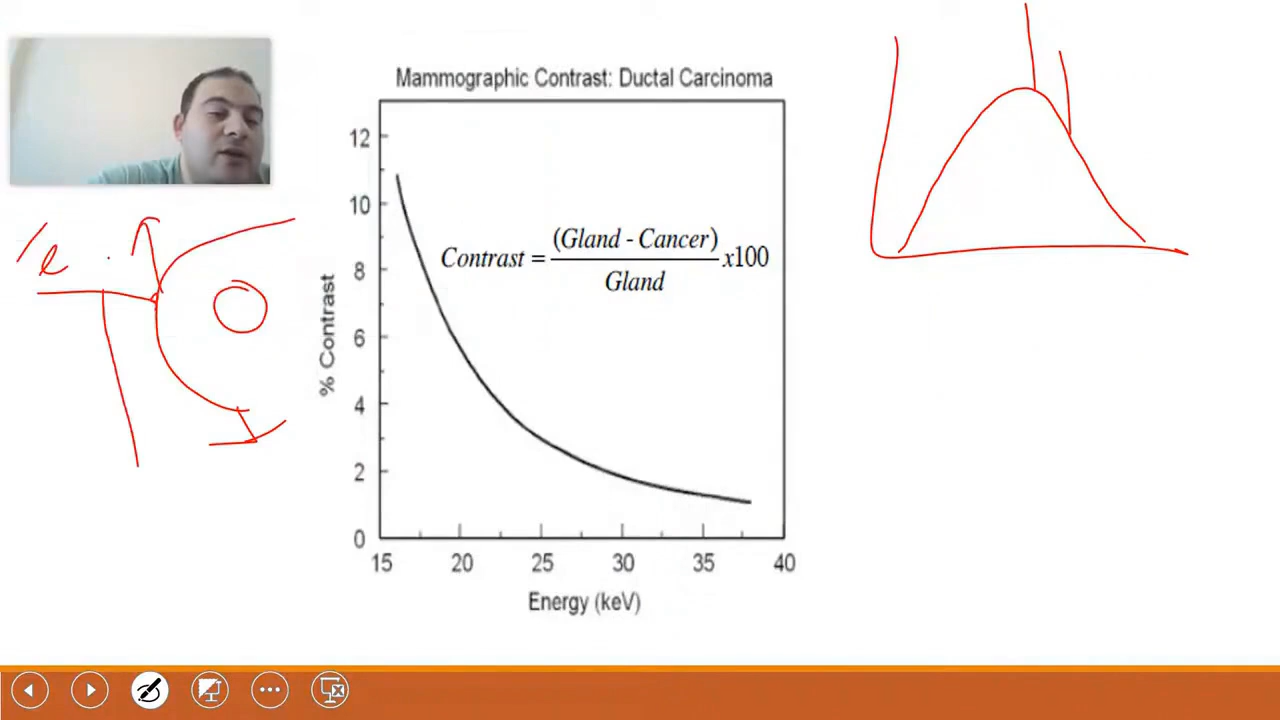 Mammographic Contrast: Ductal Carcinoma
12
10
8
6
4
2
0
% Contrast
Contrast = (Gland - Cancer) / Gland x100
15 20 25 30 35 40
Energy (keV)